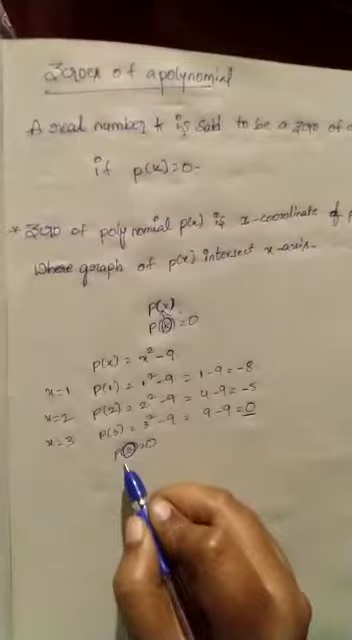 Zeroes of a polynomial
A real number k is said to be a zero of
if p(k)=0.
* Zero of polynomial p(x) is x-coordinate of
where graph of p(x) intersect x-axis.
p(x)
p(k)=0
p(x) = x²-9
x=1 p(1) = 1²-9 = 1-9 = -8
x=2 p(2) = 2²-9 = 4-9 = -5
x=3 p(3) = 3²-9 = 9-9 = 0
p(3)=0